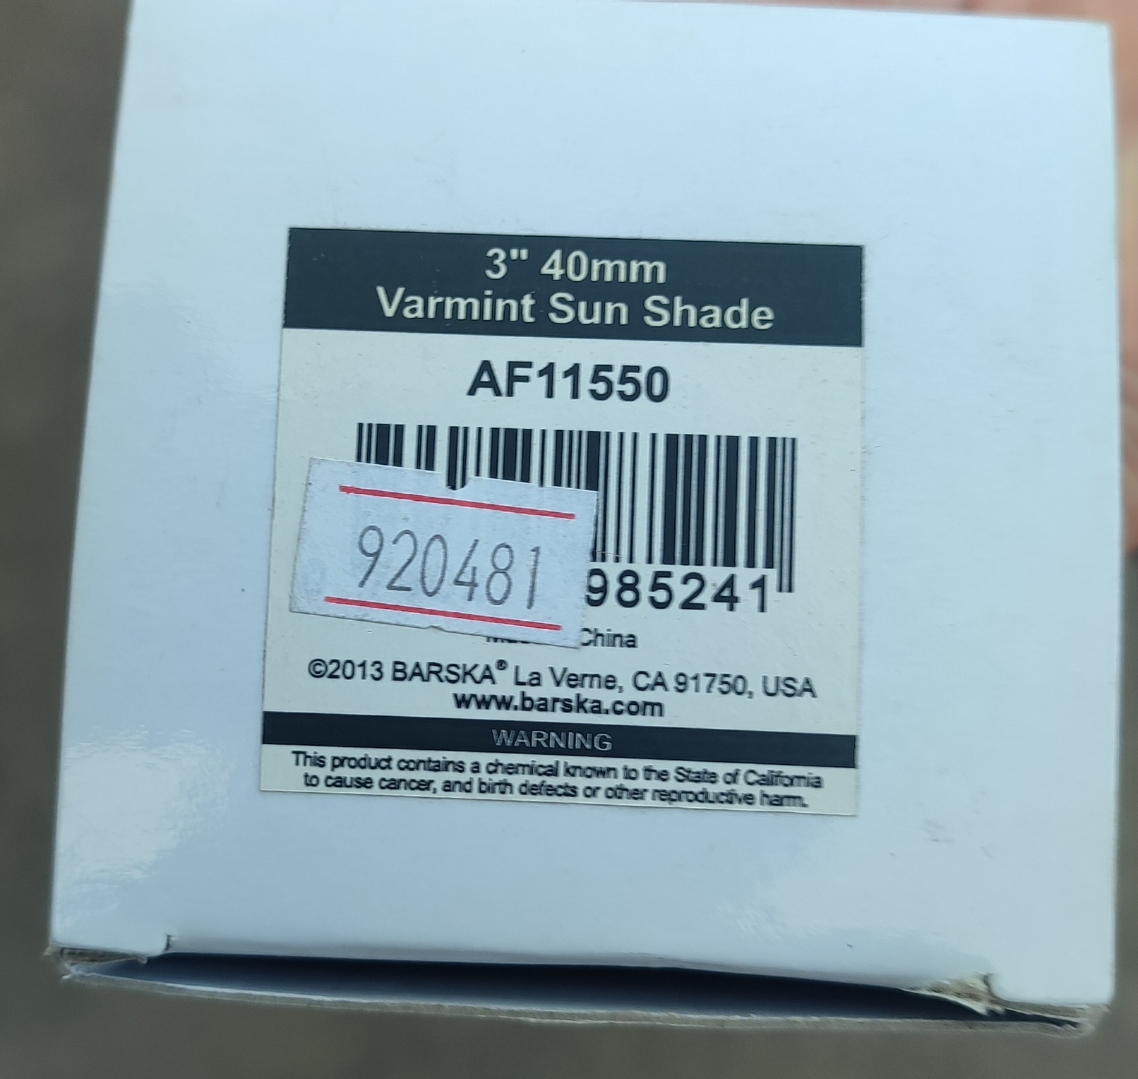 3" 40mm
Varmint Sun Shade
AF11550
920481
985241
China
©2013 BARSKA® La Verne, CA 91750, USA
www.barska.com
WARNING
This product contains a chemical known to the State of California
to cause cancer, and birth defects or other reproductive harm.